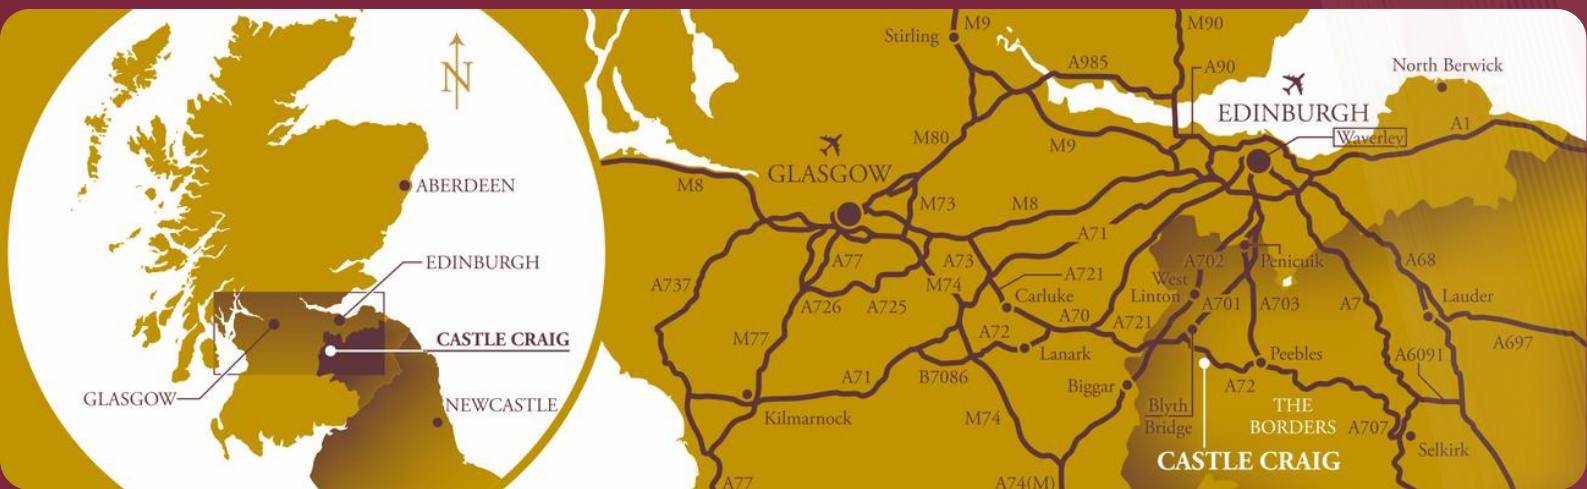 N
ABERDEEN
EDINBURGH
CASTLE CRAIG
GLASGOW
NEWCASTLE
M9
M90
Stirling
A985
A90
North Berwick
EDINBURGH
Waverley
A1
M80
M9
GLASGOW
M8
M73
M8
A71
A77
A73
A702
Penicuik
A68
A737
M74
A721
West
Linton
Carluke
A726
A725
A70
A721
A701
A703
A7
Lauder
M77
A72
Lanark
Peebles
A6091
A697
A71
B7086
Biggar
A72
Kilmarnock
M74
Blyth
Bridge
THE
BORDERS
A707
Selkirk
CASTLE CRAIG
A77
A74(M)